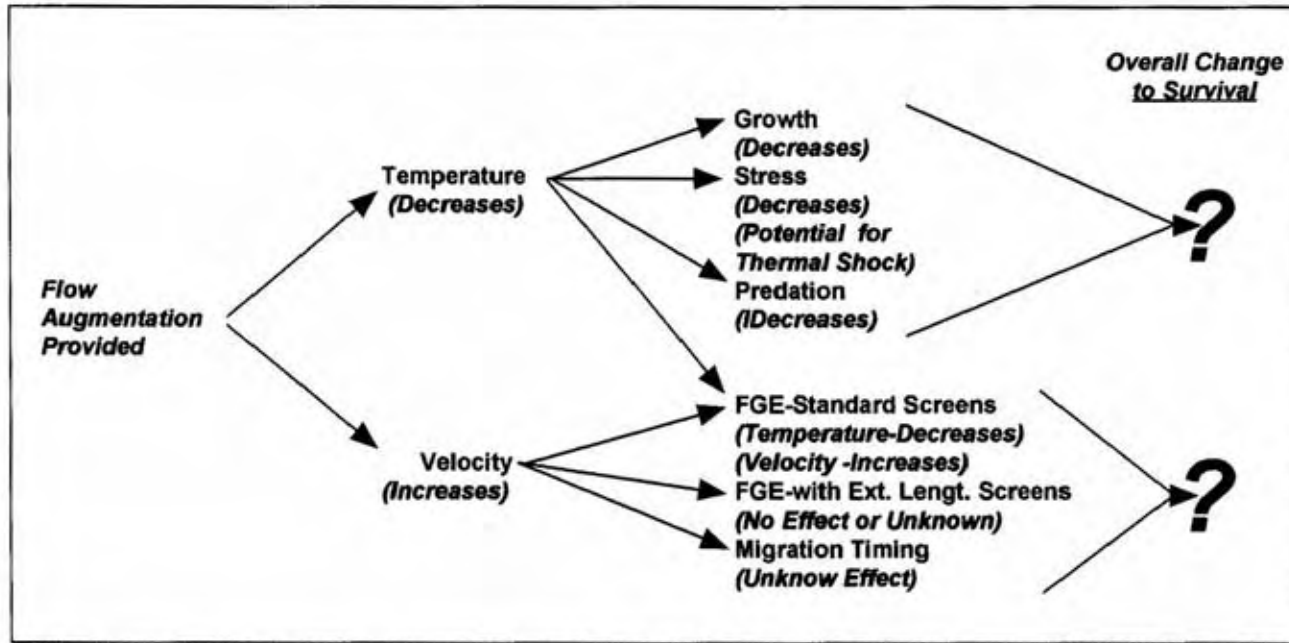 Overall Change
to Survival
Growth
(Decreases)
Temperature
(Decreases)
Stress
(Decreases)
(Potential for
Thermal Shock)
Predation
(IDecreases)
?
Flow
Augmentation
Provided
FGE-Standard Screens
(Temperature-Decreases)
(Velocity -Increases)
Velocity
(Increases)
FGE-with Ext. Lengt. Screens
(No Effect or Unknown)
Migration Timing
(Unknow Effect)
?